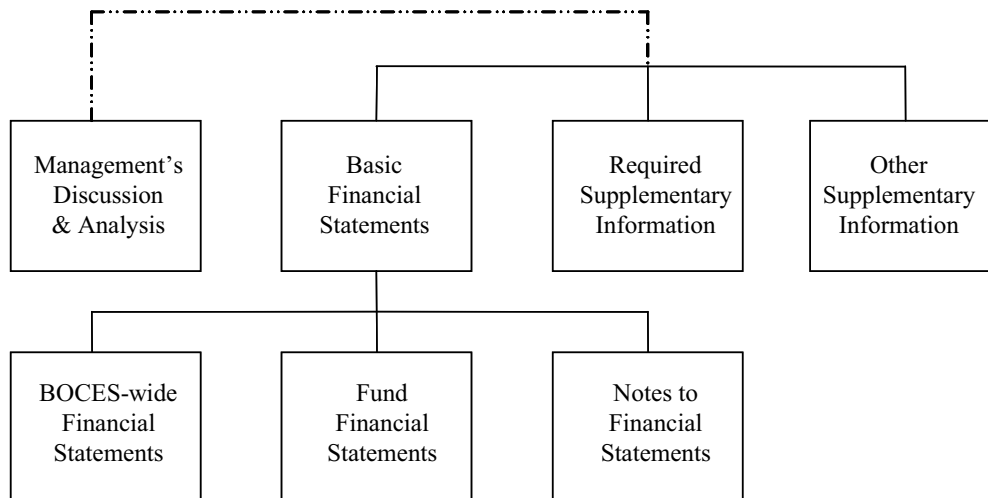 Management’s
Discussion
& Analysis
Basic
Financial
Statements
Required
Supplementary
Information
Other
Supplementary
Information
BOCES-wide
Financial
Statements
Fund
Financial
Statements
Notes to
Financial
Statements